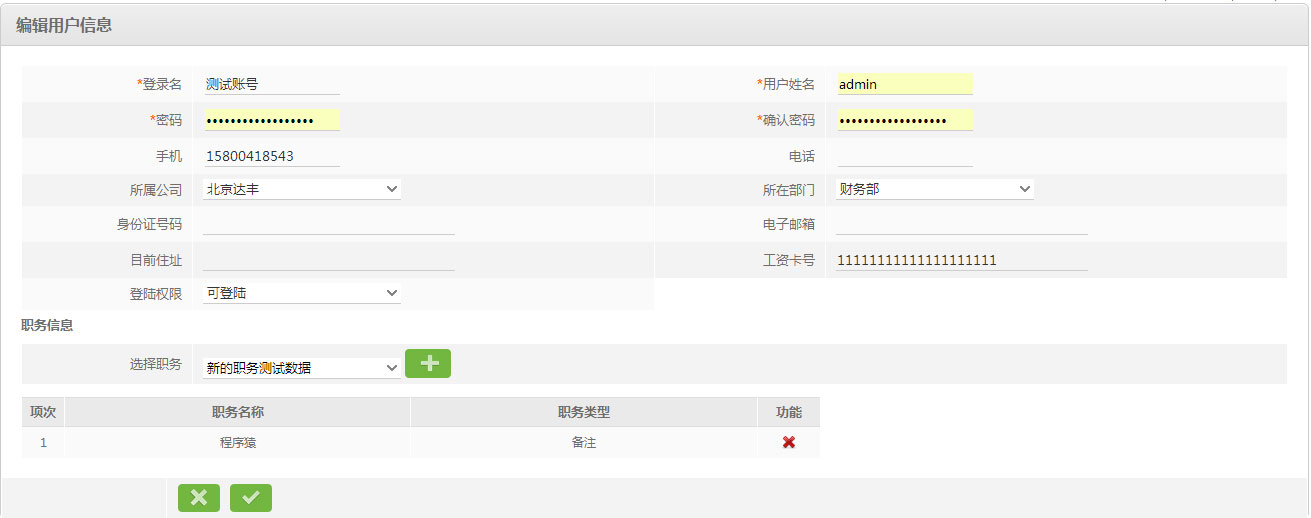 编辑用户信息
*登录名 测试账号 *用户姓名 admin
*密码 •••••••••••••••••• *确认密码 ••••••••••••••••••
手机 15800418543 电话
所属公司 北京达丰 所在部门 财务部
身份证号码 电子邮箱
目前住址 工资卡号 1111111111111111111
登陆权限 可登陆
职务信息
选择职务 新的职务测试数据
项次 职务名称 职务类型 功能
1 程序猿 备注